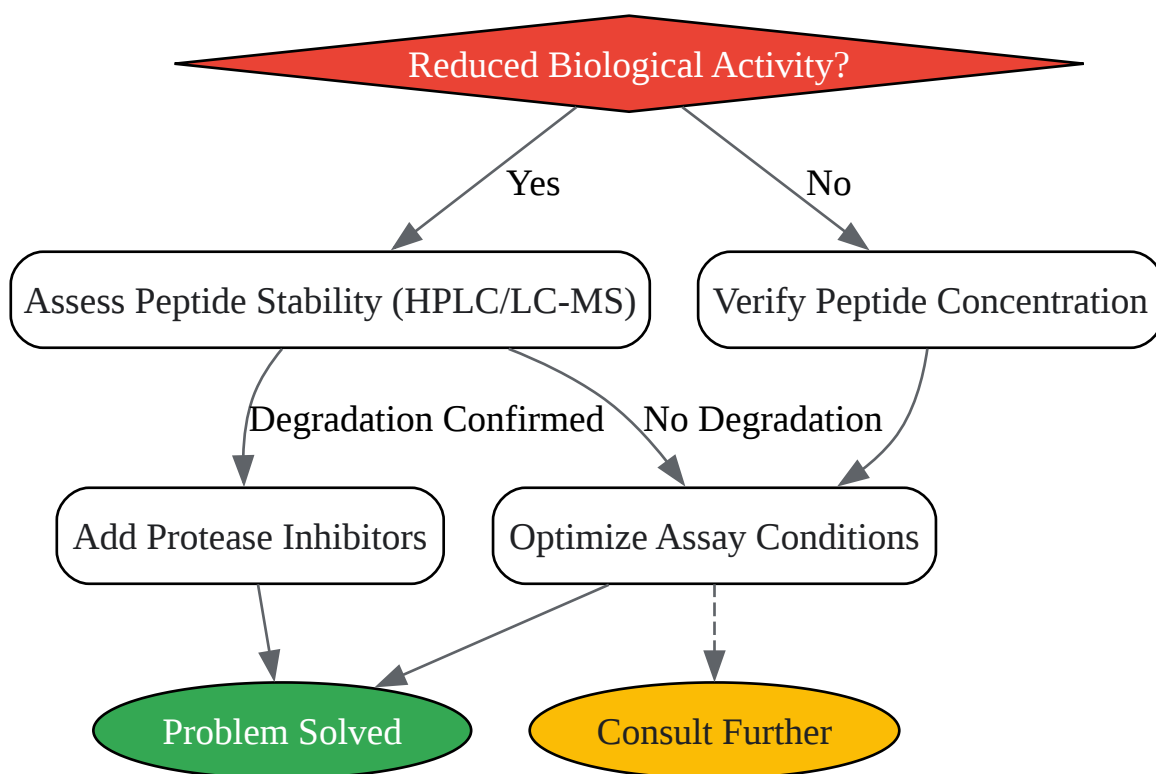 Reduced Biological Activity?
Yes
No
Assess Peptide Stability (HPLC/LC-MS)
Verify Peptide Concentration
Degradation Confirmed
No Degradation
Add Protease Inhibitors
Optimize Assay Conditions
Problem Solved
Consult Further